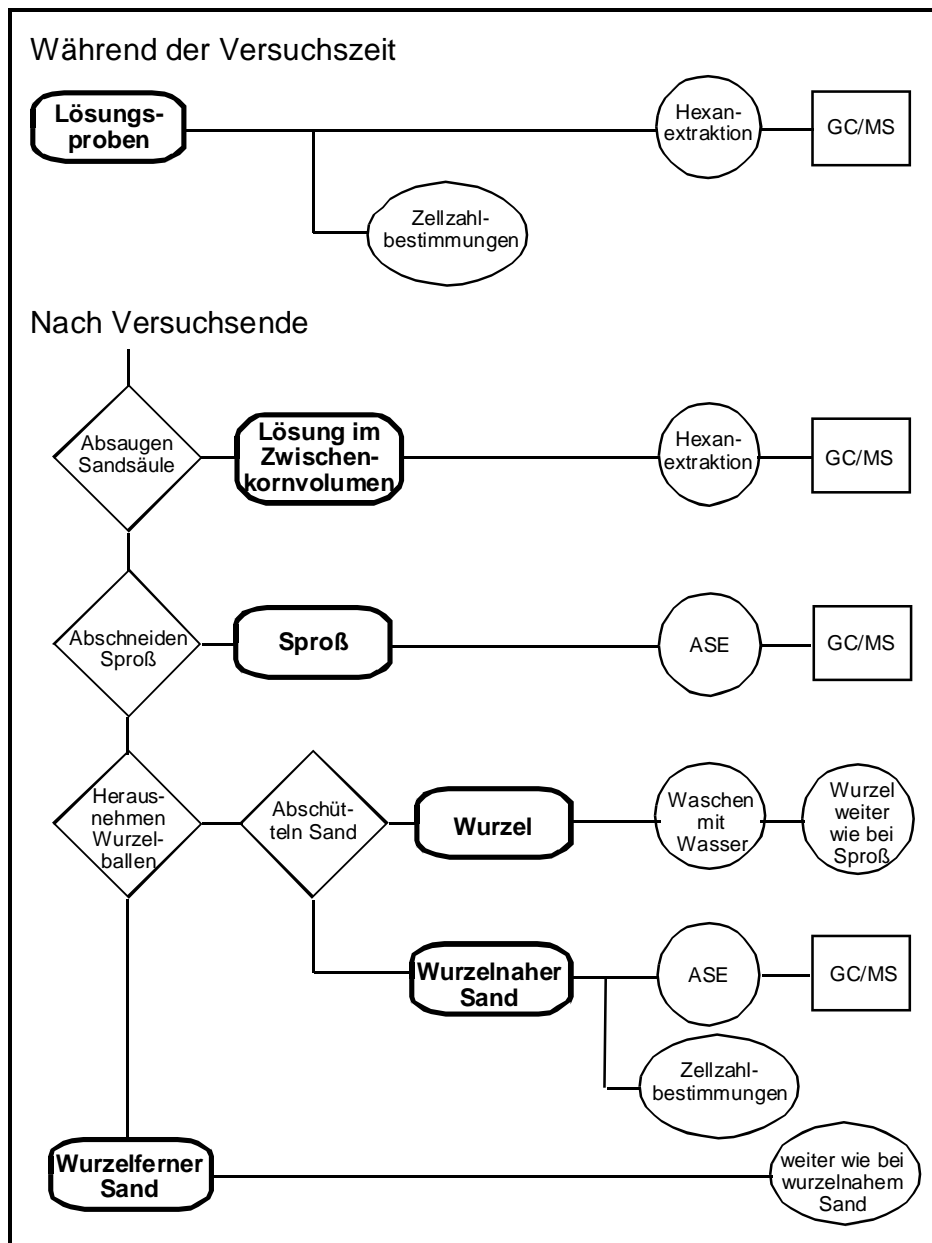 Während der Versuchszeit
Lösungs-
proben
Hexan-
extraktion
GC/MS
Zellzahl-
bestimmungen
Nach Versuchsende
Absaugen
Sandsäule
Lösung im
Zwischen-
kornvolumen
Hexan-
extraktion
GC/MS
Abschneiden
Sproß
Sproß
ASE
GC/MS
Heraus-
nehmen
Wurzel-
ballen
Abschüt-
teln Sand
Wurzel
Waschen
mit
Wasser
Wurzel
weiter
wie bei
Sproß
Wurzelnaher
Sand
ASE
GC/MS
Zellzahl-
bestimmungen
Wurzelferner
Sand
weiter wie bei
wurzelnahem
Sand